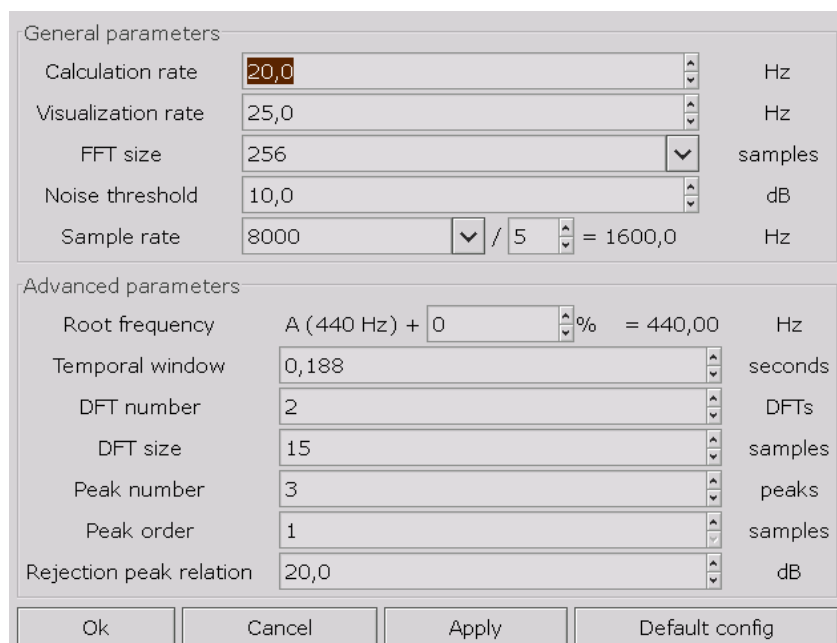 General parameters
Calculation rate 20,0 Hz
Visualization rate 25,0 Hz
FFT size 256 samples
Noise threshold 10,0 dB
Sample rate 8000 / 5 = 1600,0 Hz
Advanced parameters
Root frequency A (440 Hz) + 0 % = 440,00 Hz
Temporal window 0,188 seconds
DFT number 2 DFTs
DFT size 15 samples
Peak number 3 peaks
Peak order 1 samples
Rejection peak relation 20,0 dB
Ok Cancel Apply Default config